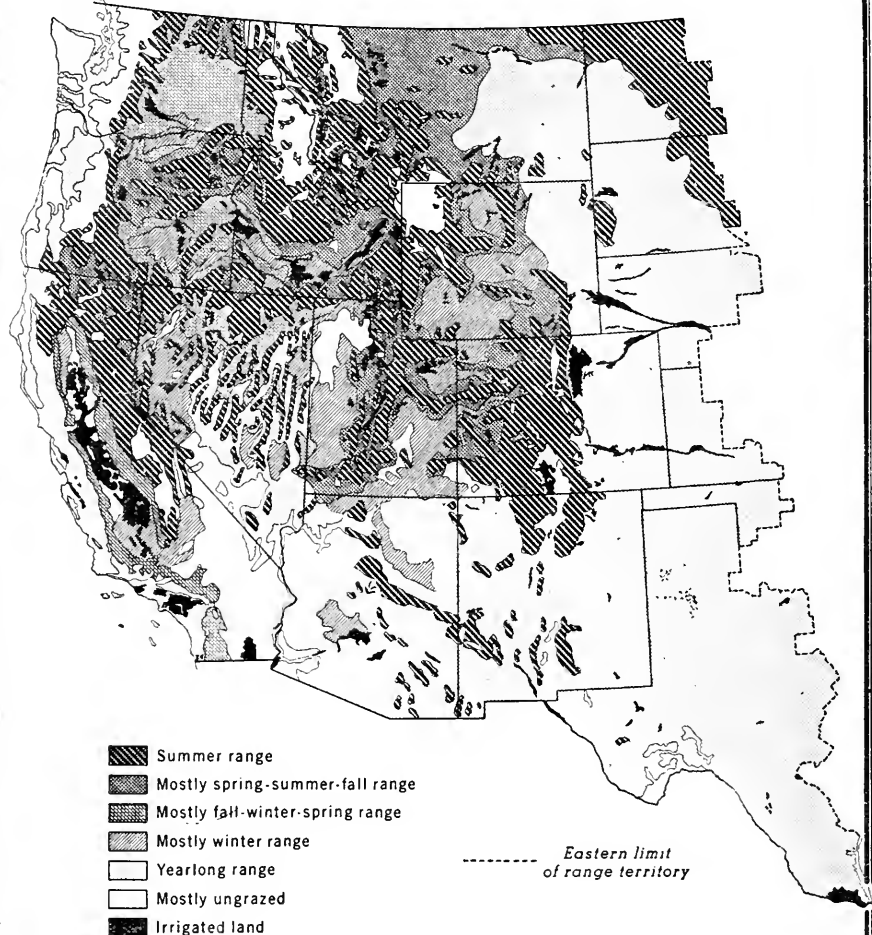 Summer range
Mostly spring-summer-fall range
Mostly fall-winter-spring range
Mostly winter range
Yearlong range
Mostly ungrazed
Irrigated land
Eastern limit
of range territory